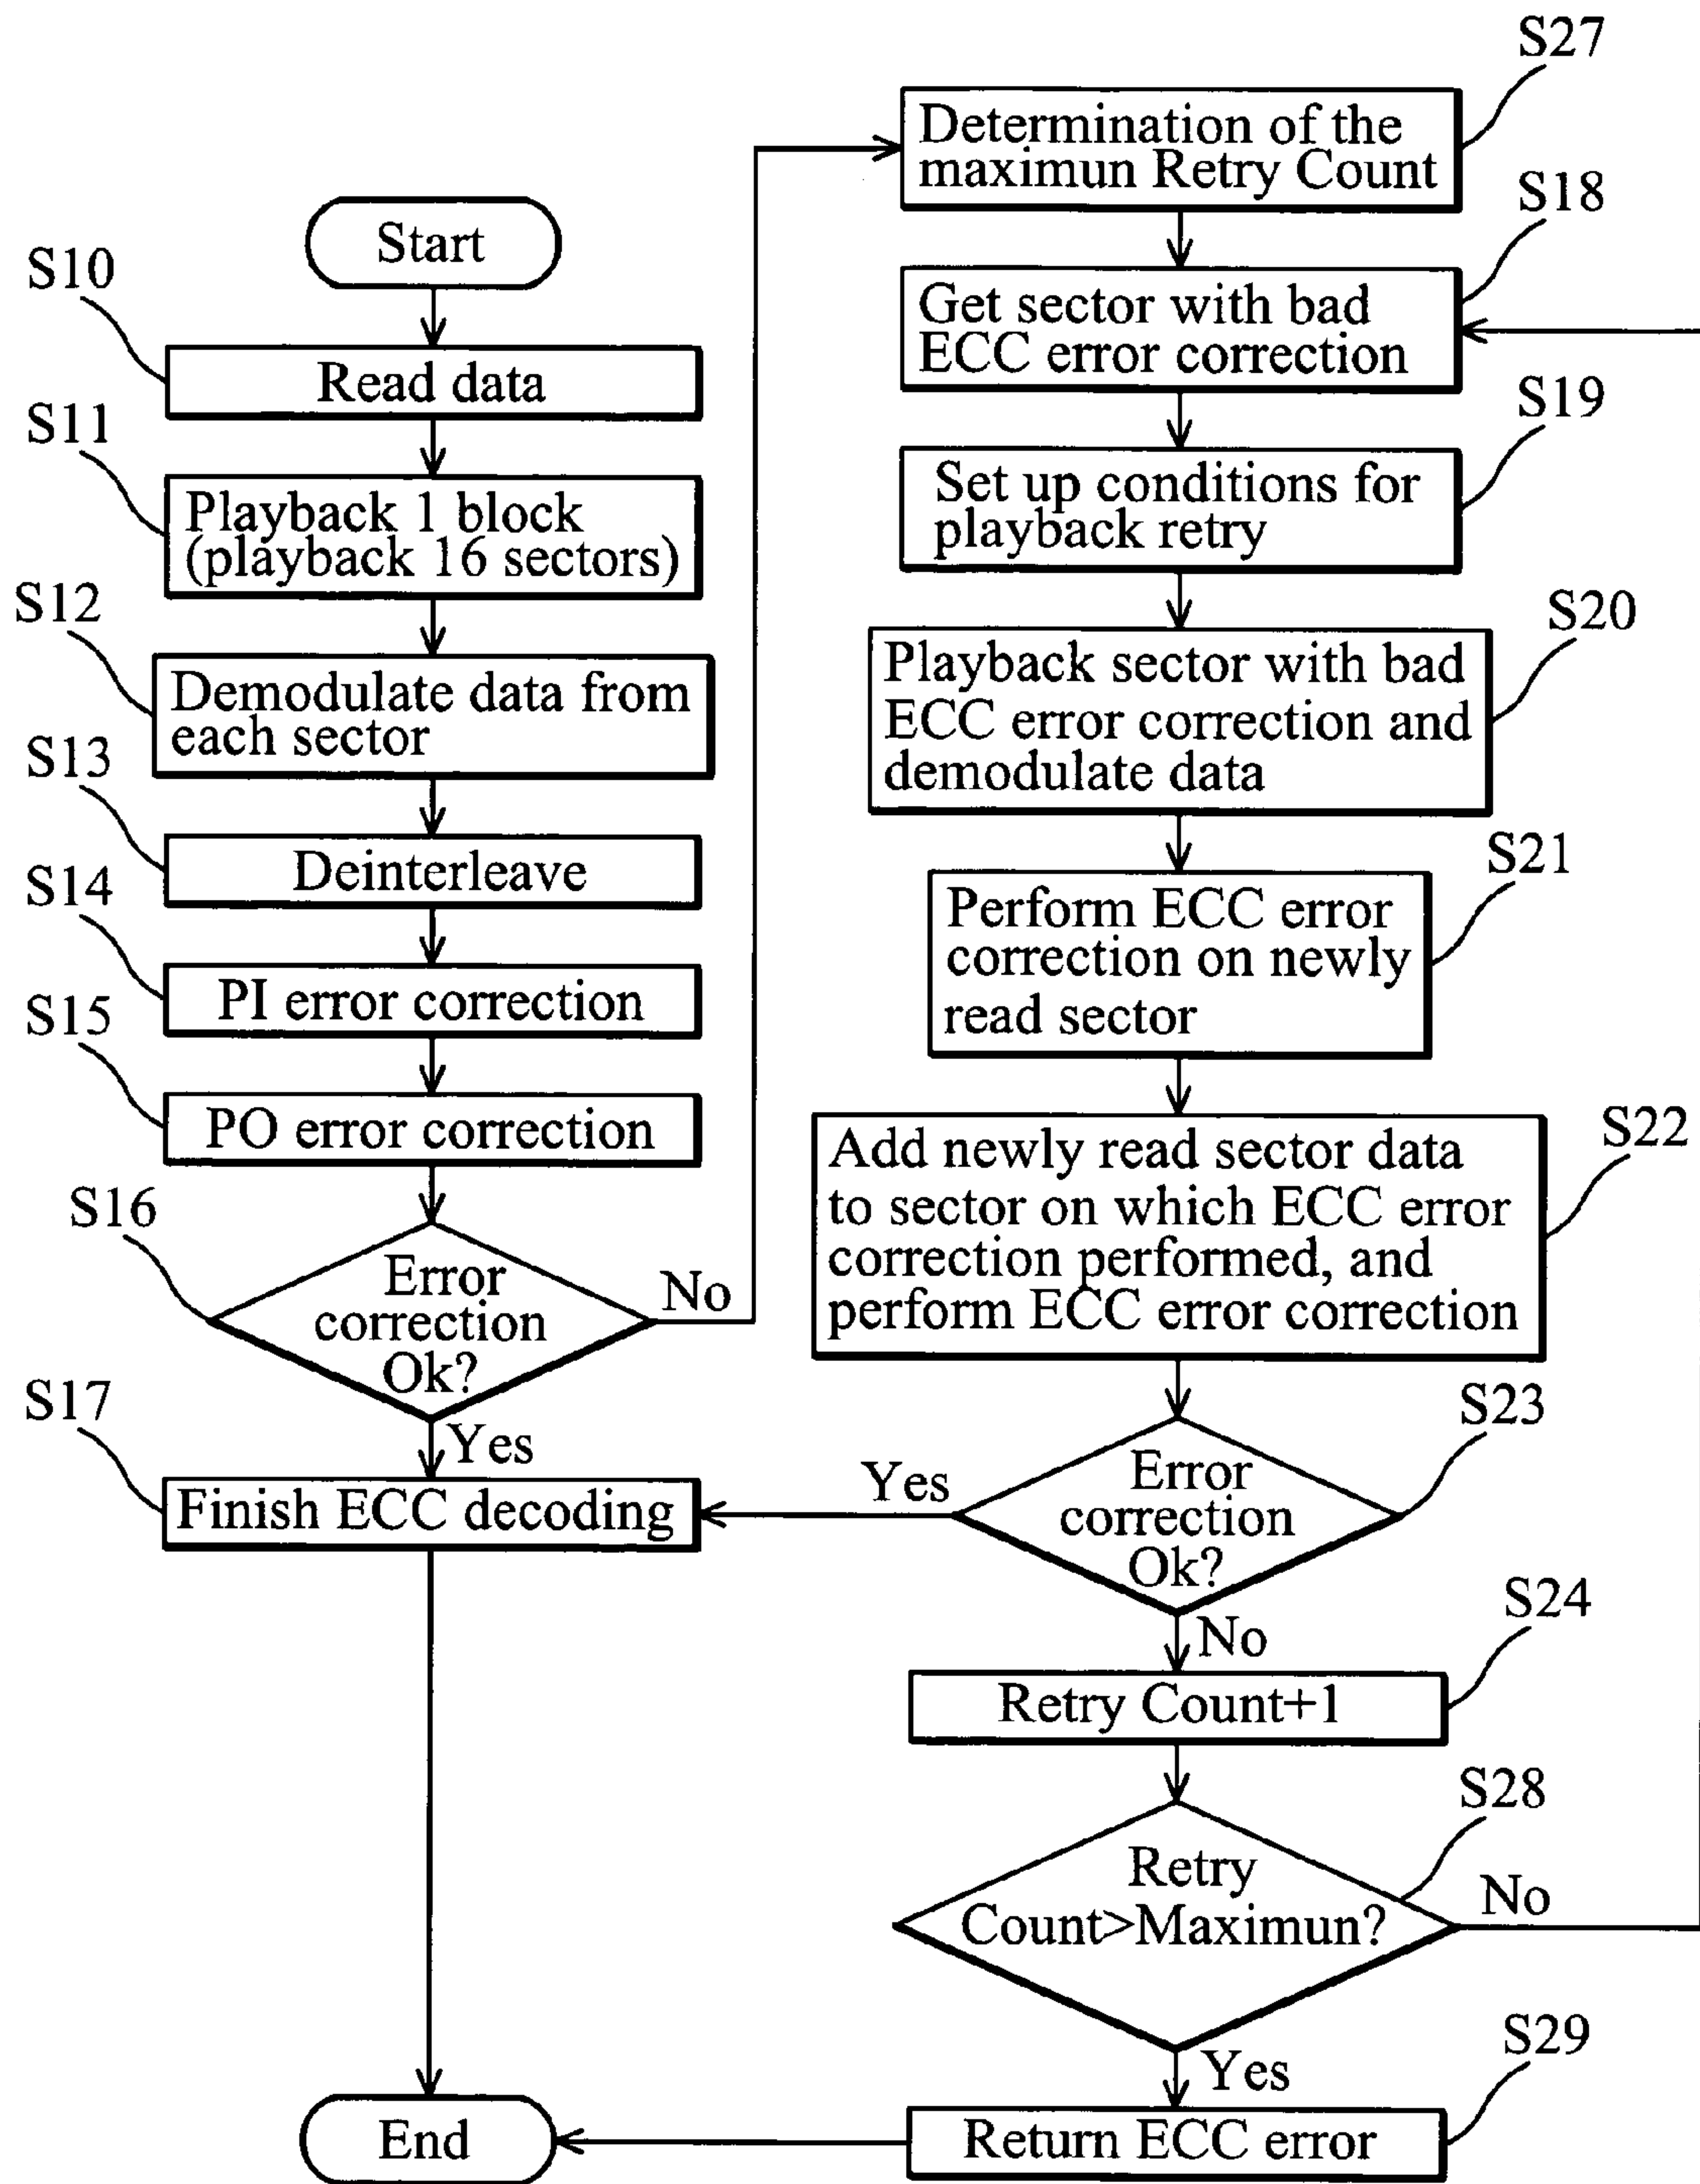 Start
S10
Read data
S11
Playback 1 block
(playback 16 sectors)
S12
Demodulate data from
each sector
S13
Deinterleave
S14
PI error correction
S15
PO error correction
S16
Error
correction
Ok?
No
Yes
S17
Finish ECC decoding
End
S27
Determination of the
maximun Retry Count
S18
Get sector with bad
ECC error correction
S19
Set up conditions for
playback retry
S20
Playback sector with bad
ECC error correction and
demodulate data
S21
Perform ECC error
correction on newly
read sector
S22
Add newly read sector data
to sector on which ECC error
correction performed, and
perform ECC error correction
S23
Error
correction
Ok?
Yes
No
S24
Retry Count+1
S28
Retry
Count>Maximun?
No
Yes
S29
Return ECC error